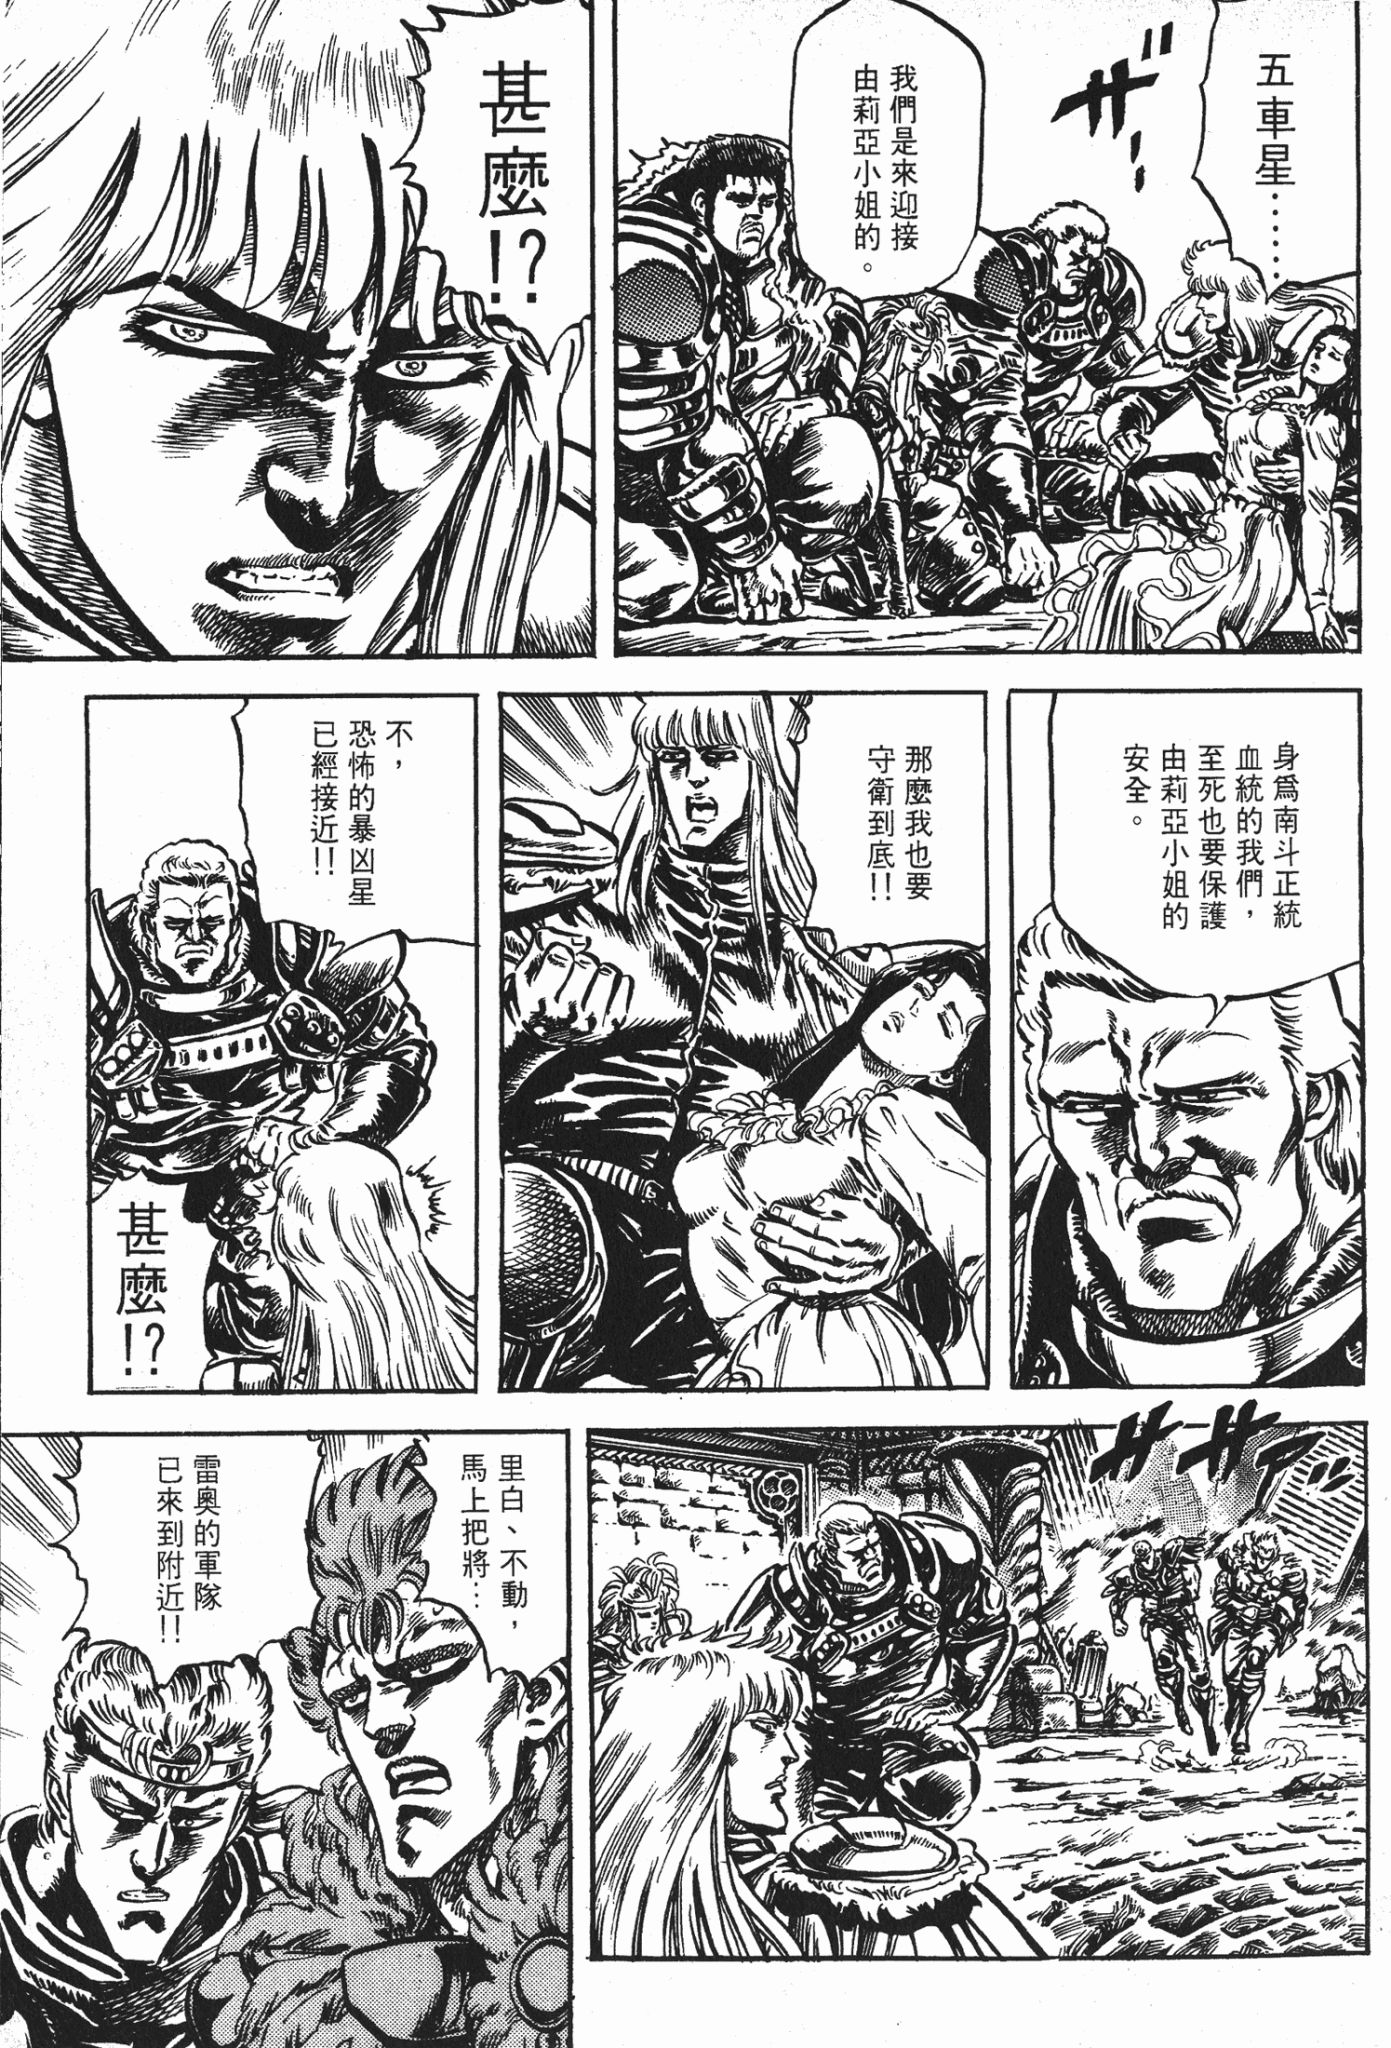 五車星……
ザ
我們是來迎接
由莉亞小姐的。
甚麼!?
身爲南斗正統
血統的我們，
至死也要保護
由莉亞小姐的
安全。
那麼我也要
守衛到底!!
不，
恐怖的暴凶星
已經接近!!
甚麼!?
ザザザッ
里白、不動，
馬上把將…
雷奧的軍隊
已來到附近!!